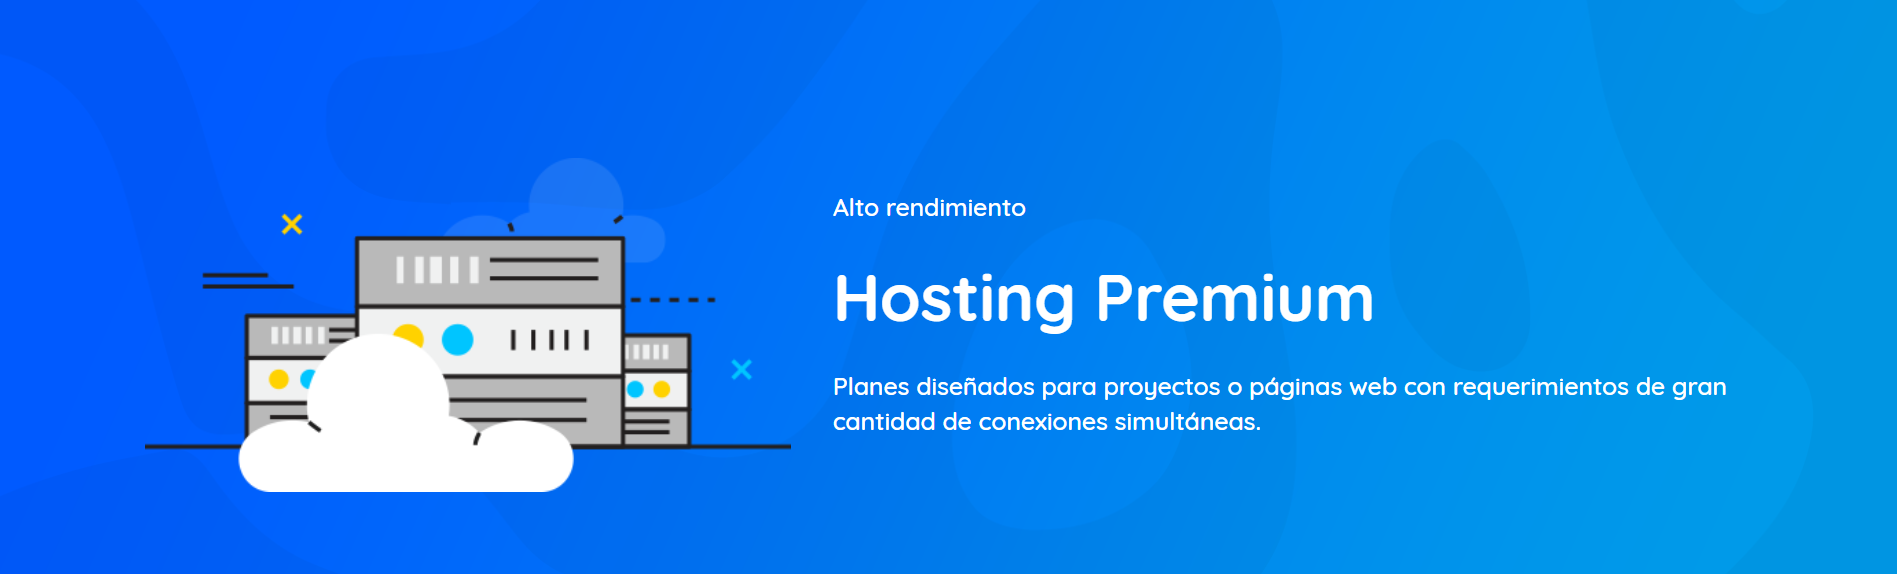 Alto rendimiento
Hosting Premium
Planes diseñados para proyectos o páginas web con requerimientos de gran
cantidad de conexiones simultáneas.